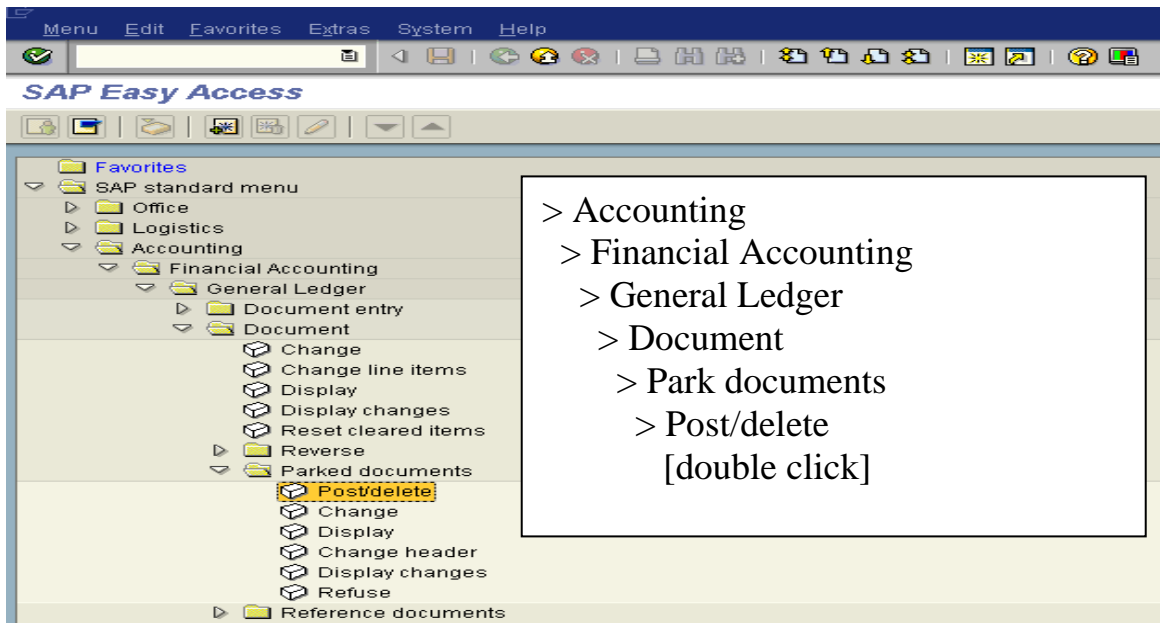 Menu Edit Favorites Extras System Help
SAP Easy Access
Favorites
SAP standard menu
Office
Logistics
Accounting
Financial Accounting
General Ledger
Document entry
Document
Change
Change line items
Display
Display changes
Reset cleared items
Reverse
Parked documents
Post/delete
Change
Display
Change header
Display changes
Refuse
Reference documents
> Accounting
> Financial Accounting
> General Ledger
> Document
> Park documents
> Post/delete
[double click]